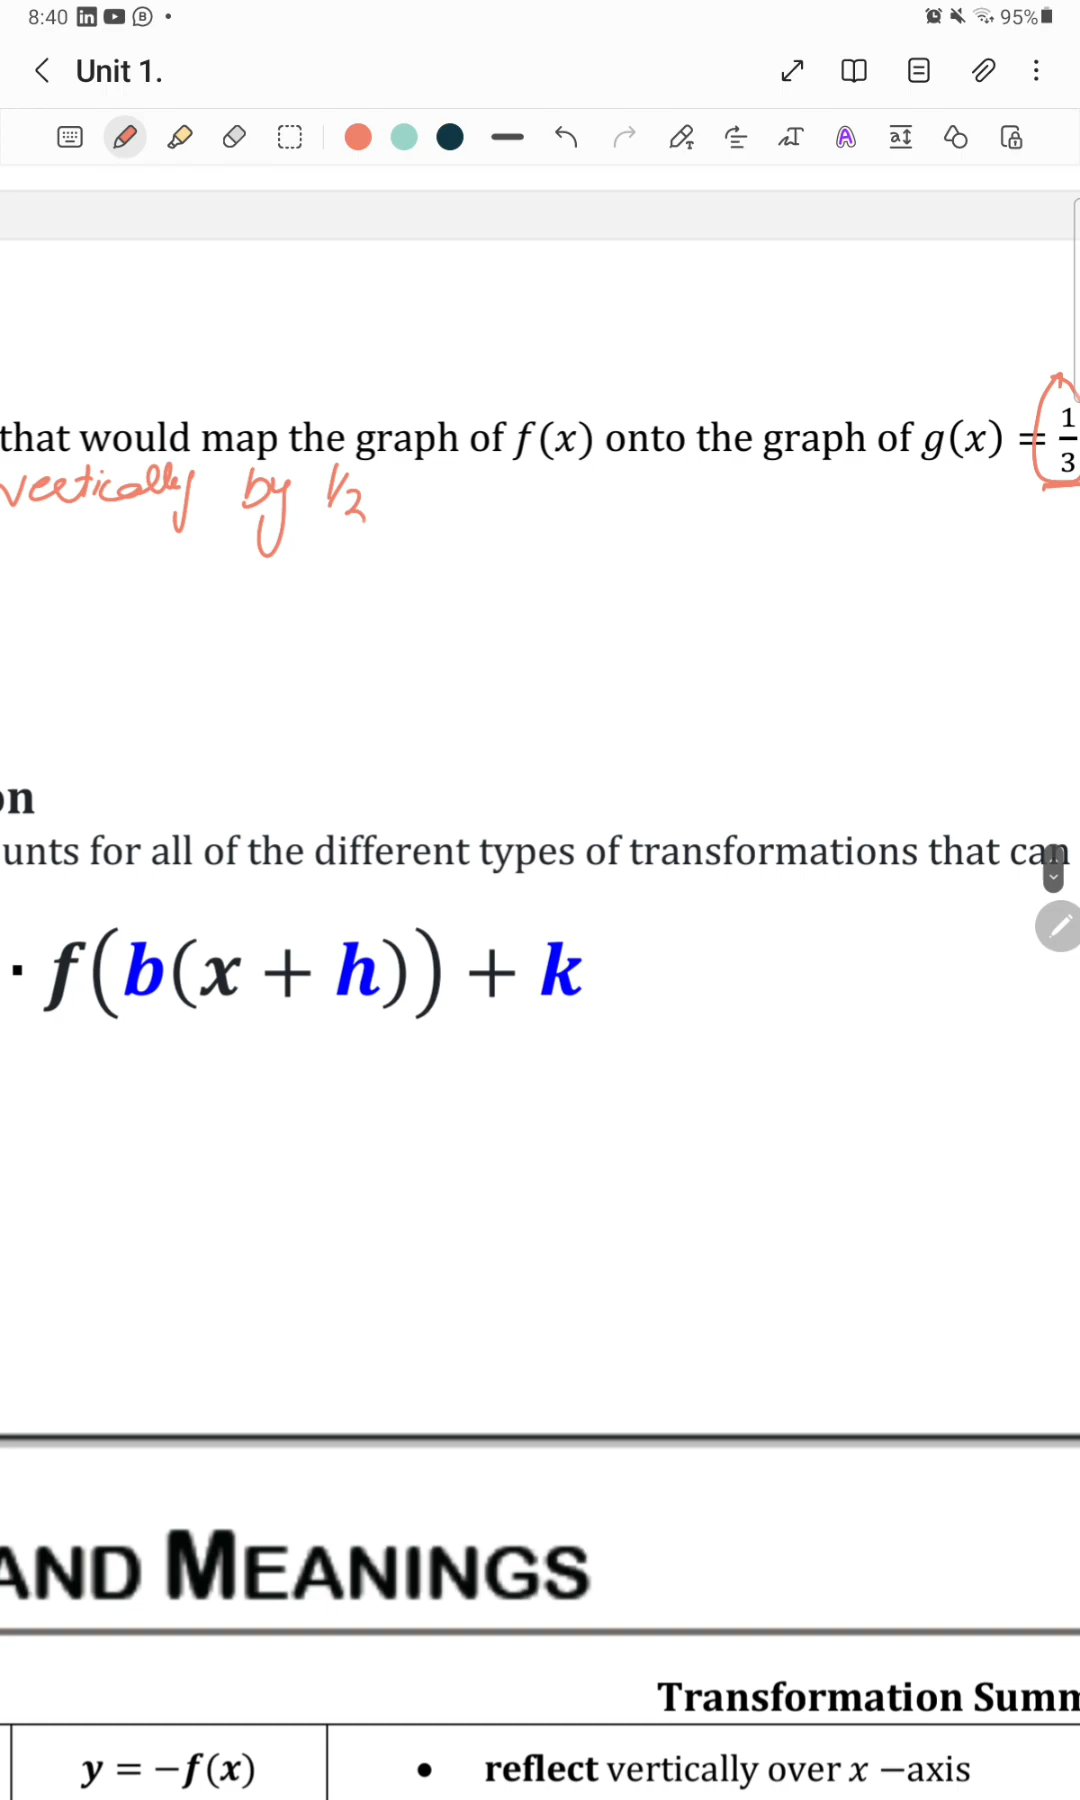 8:40
95%
Unit 1.
that would map the graph of f(x) onto the graph of g(x) = 1/3
vertically by 1/2
on
unts for all of the different types of transformations that can
· f(b(x + h)) + k
AND MEANINGS
Transformation Summ
y = −f(x)
• reflect vertically over x −axis